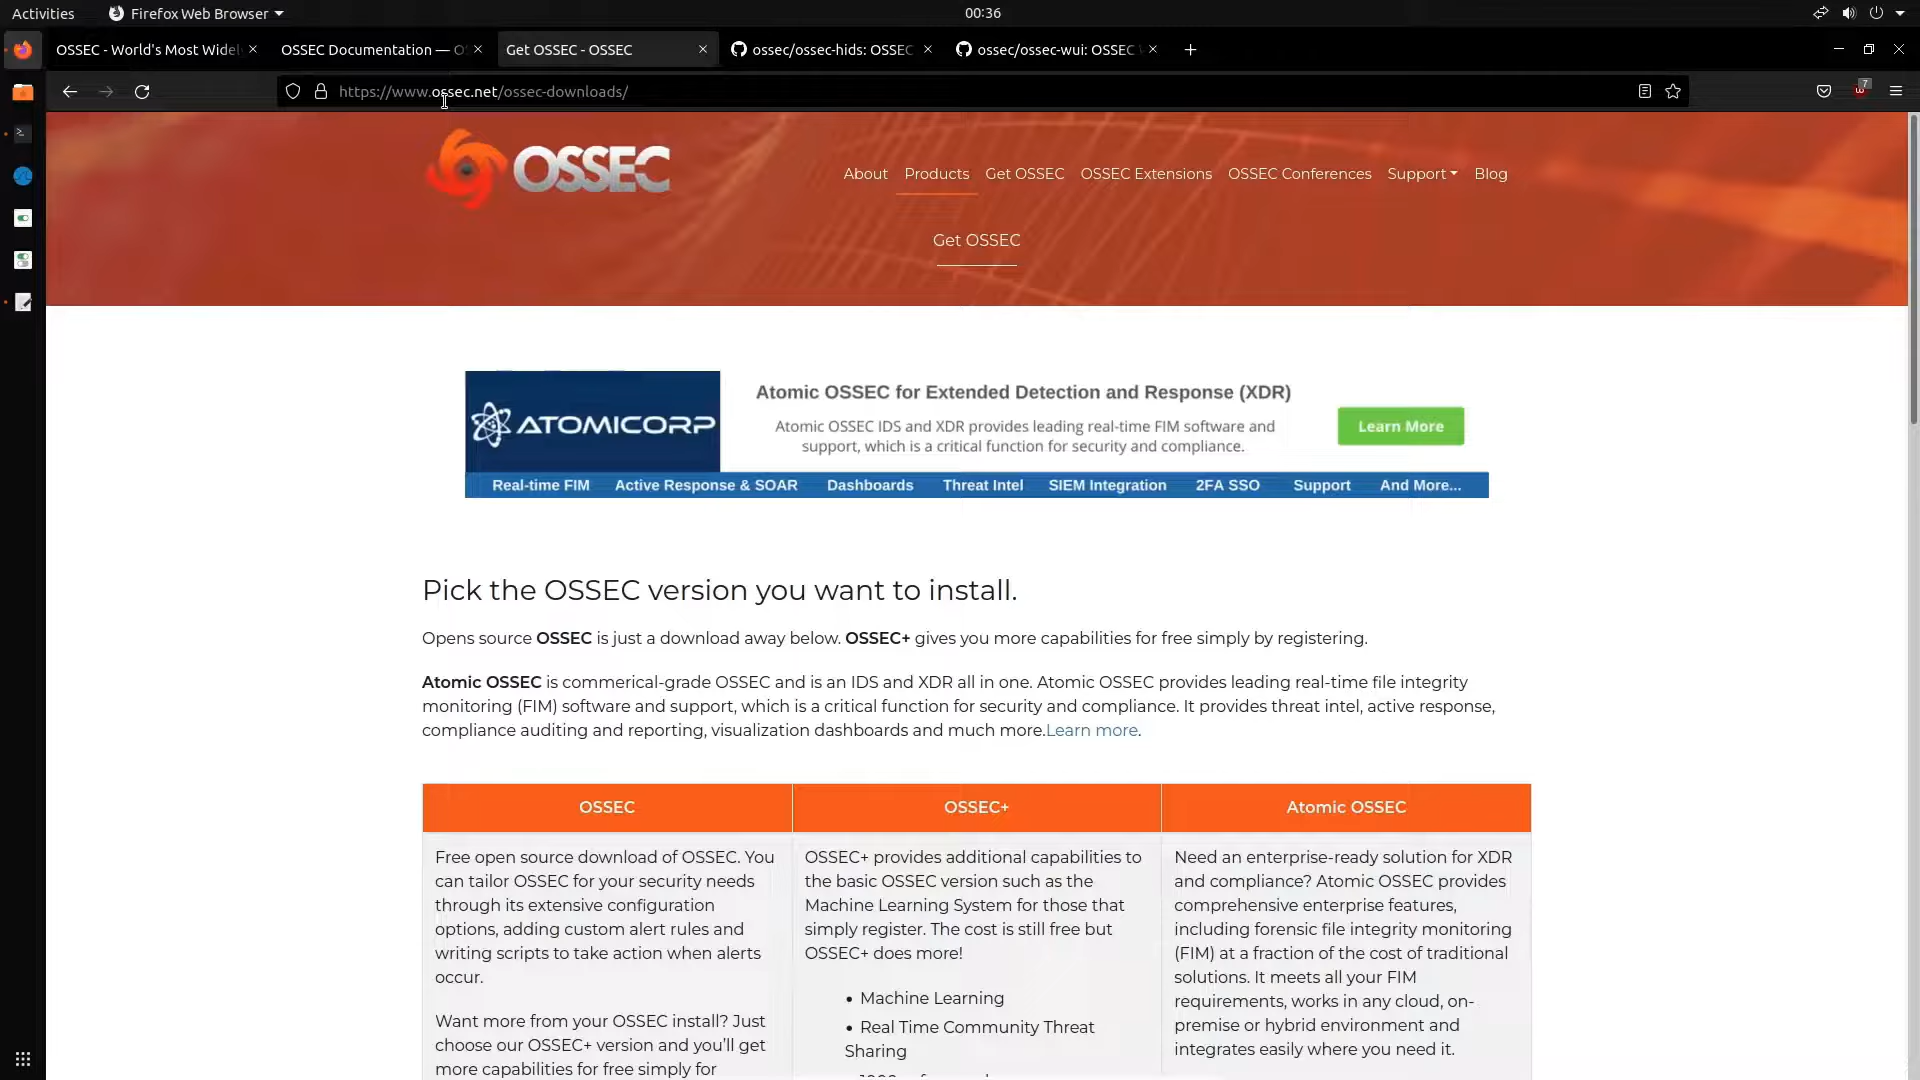 Activities
Firefox Web Browser
00:36
OSSEC - World's Most Widel
OSSEC Documentation — O
Get OSSEC - OSSEC
ossec/ossec-hids: OSSEC
ossec/ossec-wui: OSSEC
https://www.ossec.net/ossec-downloads/
7
OSSEC
About
Products
Get OSSEC
OSSEC Extensions
OSSEC Conferences
Support
Blog
Get OSSEC
ATOMICORP
Atomic OSSEC for Extended Detection and Response (XDR)
Atomic OSSEC IDS and XDR provides leading real-time FIM software and
support, which is a critical function for security and compliance.
Learn More
Real-time FIM
Active Response & SOAR
Dashboards
Threat Intel
SIEM Integration
2FA SSO
Support
And More...
Pick the OSSEC version you want to install.
Opens source OSSEC is just a download away below. OSSEC+ gives you more capabilities for free simply by registering.
Atomic OSSEC is commerical-grade OSSEC and is an IDS and XDR all in one. Atomic OSSEC provides leading real-time file integrity
monitoring (FIM) software and support, which is a critical function for security and compliance. It provides threat intel, active response,
compliance auditing and reporting, visualization dashboards and much more.Learn more.
OSSEC
Free open source download of OSSEC. You
can tailor OSSEC for your security needs
through its extensive configuration
options, adding custom alert rules and
writing scripts to take action when alerts
occur.
Want more from your OSSEC install? Just
choose our OSSEC+ version and you'll get
more capabilities for free simply for
OSSEC+
OSSEC+ provides additional capabilities to
the basic OSSEC version such as the
Machine Learning System for those that
simply register. The cost is still free but
OSSEC+ does more!
• Machine Learning
• Real Time Community Threat
Sharing
Atomic OSSEC
Need an enterprise-ready solution for XDR
and compliance? Atomic OSSEC provides
comprehensive enterprise features,
including forensic file integrity monitoring
(FIM) at a fraction of the cost of traditional
solutions. It meets all your FIM
requirements, works in any cloud, on-
premise or hybrid environment and
integrates easily where you need it.